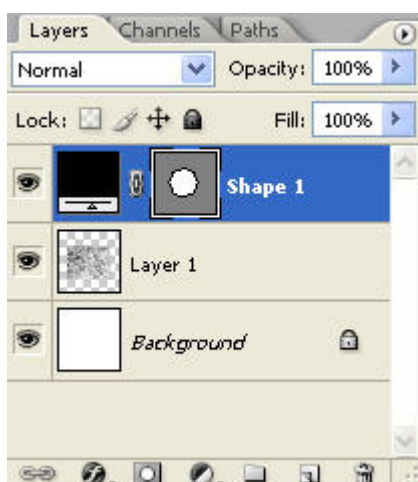 Layers Channels Paths
Normal Opacity: 100%
Lock: Fill: 100%
Shape 1
Layer 1
Background